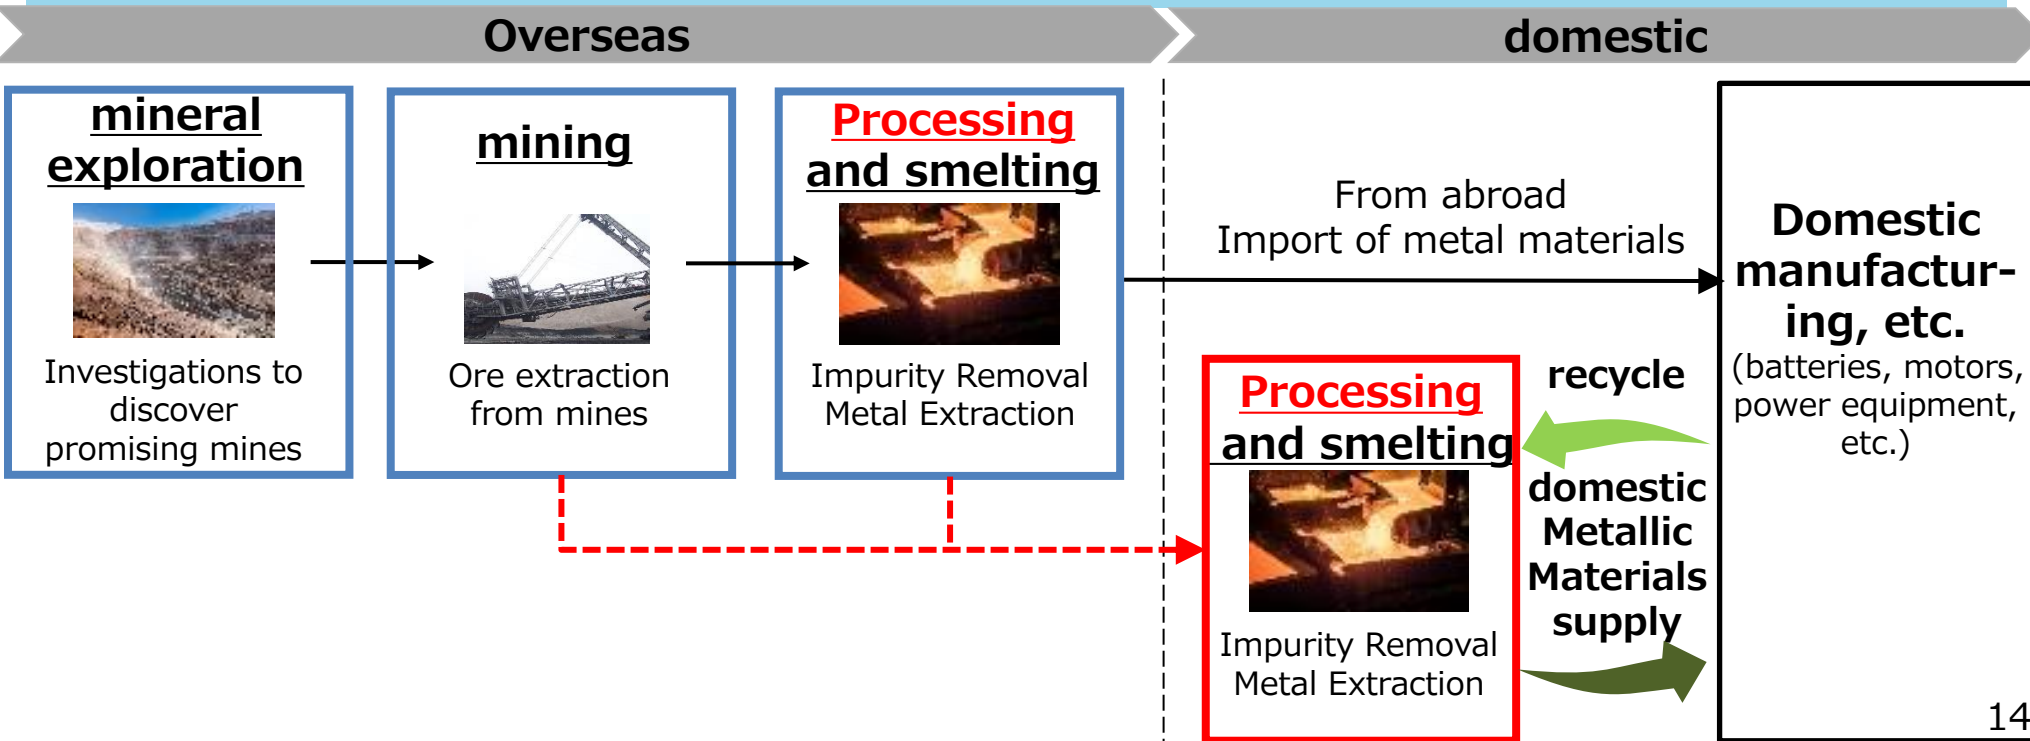 Overseas
domestic
mineral
exploration
Investigations to
discover
promising mines
mining
Ore extraction
from mines
Processing
and smelting
Impurity Removal
Metal Extraction
From abroad
Import of metal materials
Processing
and smelting
Impurity Removal
Metal Extraction
recycle
domestic
Metallic
Materials
supply
Domestic
manufactur-
ing, etc.
(batteries, motors,
power equipment,
etc.)
14